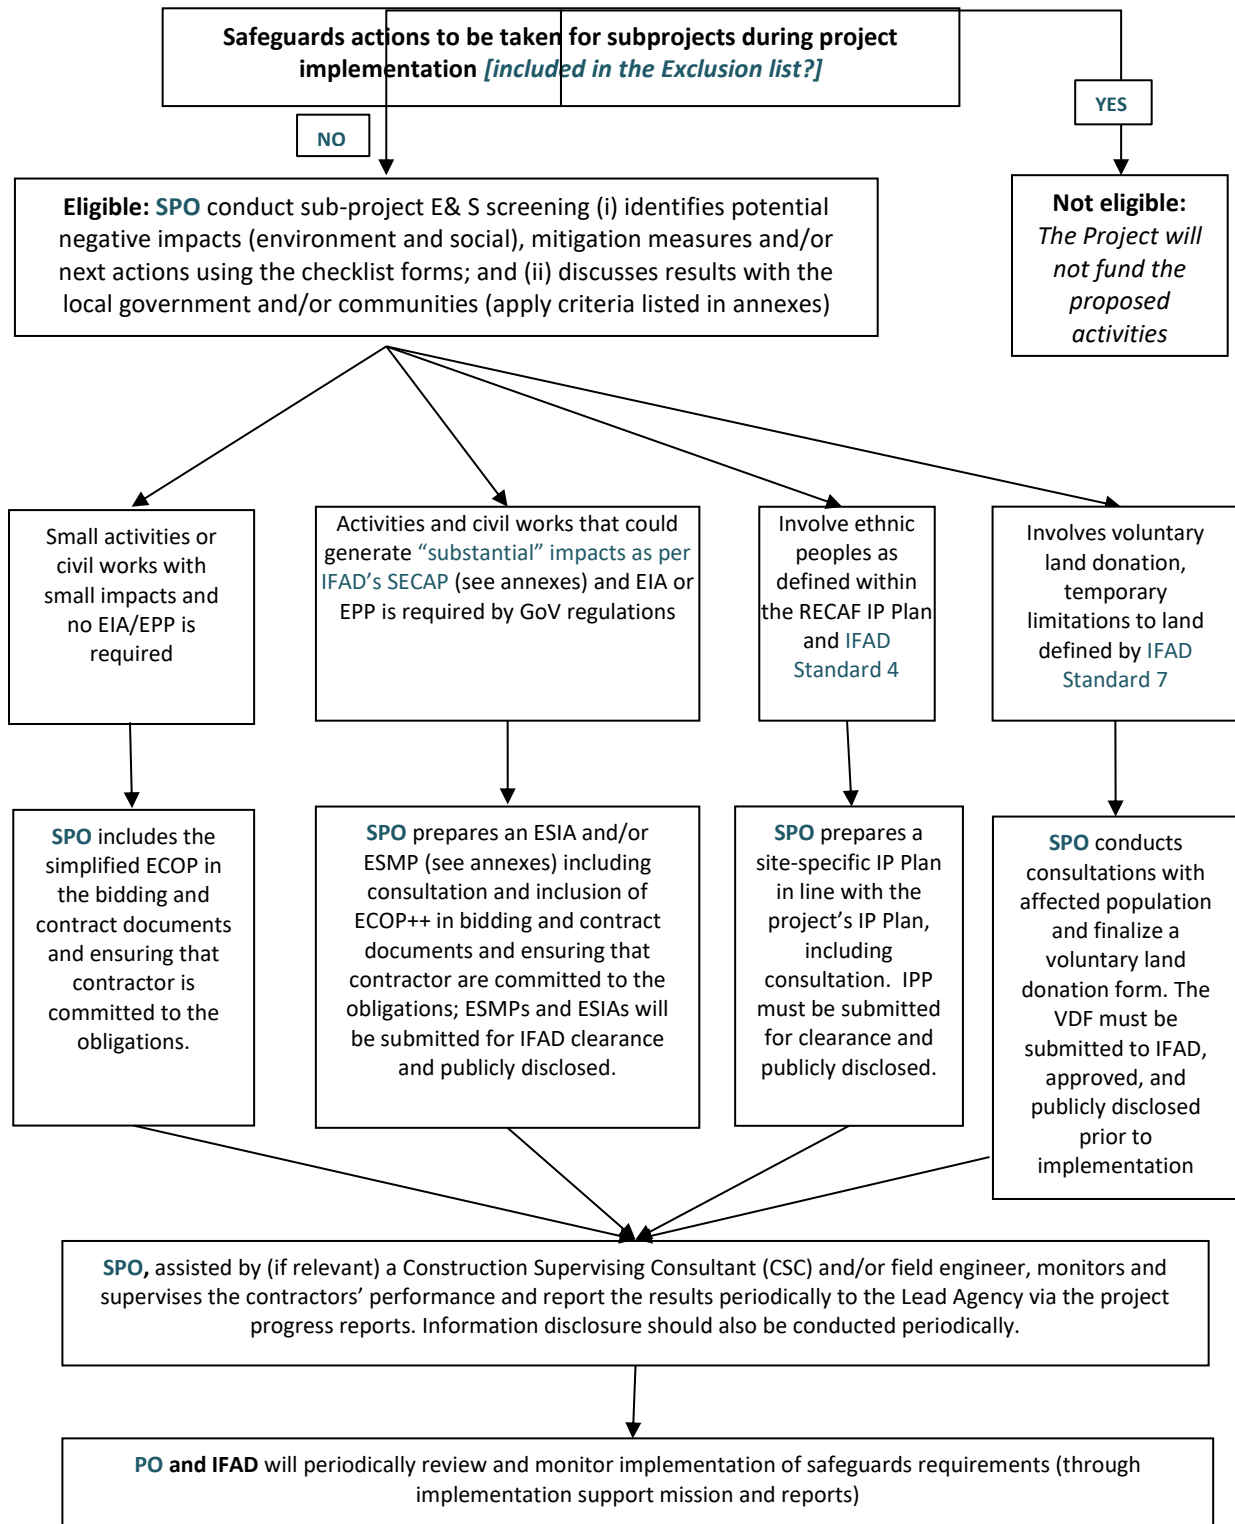 Safeguards actions to be taken for subprojects during project
implementation [included in the Exclusion list?]
YES
NO
Eligible: SPO conduct sub-project E& S screening (i) identifies potential
negative impacts (environment and social), mitigation measures and/or
next actions using the checklist forms; and (ii) discusses results with the
local government and/or communities (apply criteria listed in annexes)
Not eligible:
The Project will
not fund the
proposed
activities
Small activities or
civil works with
small impacts and
no EIA/EPP is
required
Activities and civil works that could
generate “substantial” impacts as per
IFAD’s SECAP (see annexes) and EIA or
EPP is required by GoV regulations
Involve ethnic
peoples as
defined within
the RECAF IP Plan
and IFAD
Standard 4
Involves voluntary
land donation,
temporary
limitations to land
defined by IFAD
Standard 7
SPO includes the
simplified ECOP in
the bidding and
contract documents
and ensuring that
contractor is
committed to the
obligations.
SPO prepares an ESIA and/or
ESMP (see annexes) including
consultation and inclusion of
ECOP++ in bidding and contract
documents and ensuring that
contractor are committed to the
obligations; ESMPs and ESIAs will
be submitted for IFAD clearance
and publicly disclosed.
SPO prepares a
site-specific IP Plan
in line with the
project’s IP Plan,
including
consultation.  IPP
must be submitted
for clearance and
publicly disclosed.
SPO conducts
consultations with
affected population
and finalize a
voluntary land
donation form. The
VDF must be
submitted to IFAD,
approved, and
publicly disclosed
prior to
implementation
SPO, assisted by (if relevant) a Construction Supervising Consultant (CSC) and/or field engineer, monitors and
supervises the contractors’ performance and report the results periodically to the Lead Agency via the project
progress reports. Information disclosure should also be conducted periodically.
PO and IFAD will periodically review and monitor implementation of safeguards requirements (through
implementation support mission and reports)